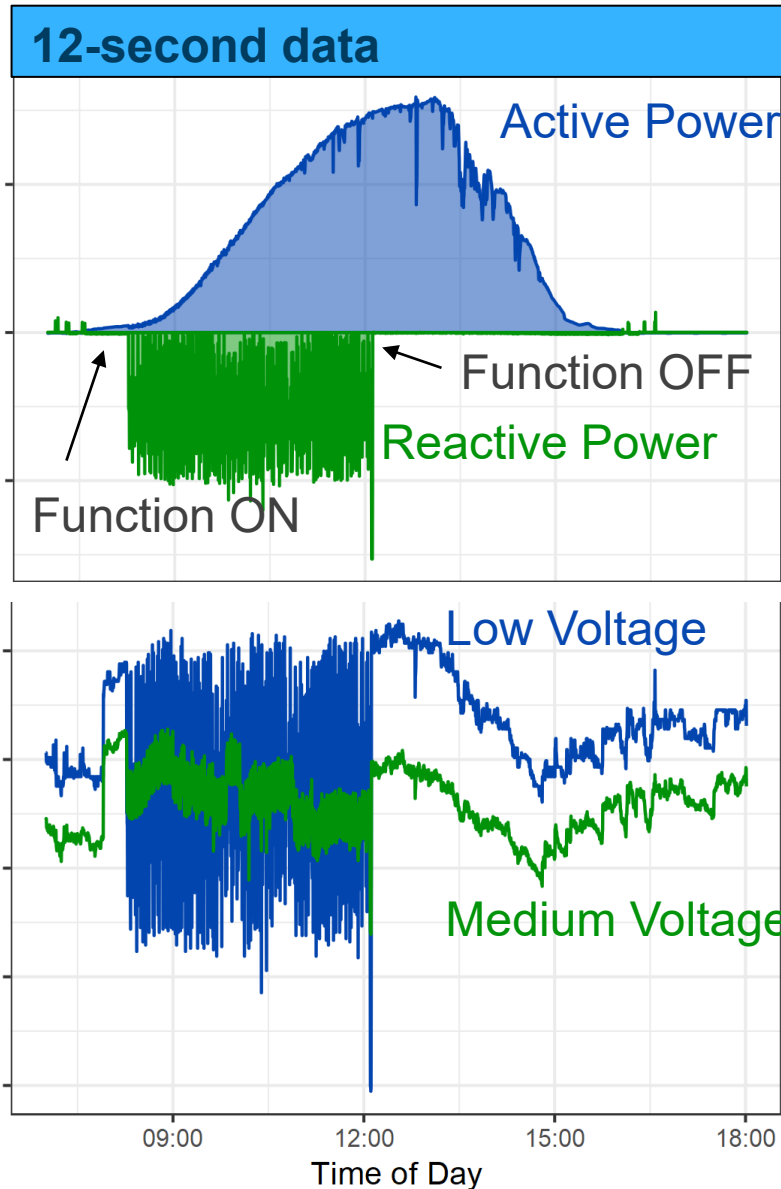 12-second data
Active Power
Function OFF
Reactive Power
Function ON
Low Voltage
Medium Voltage
09:00
12:00
15:00
18:00
Time of Day